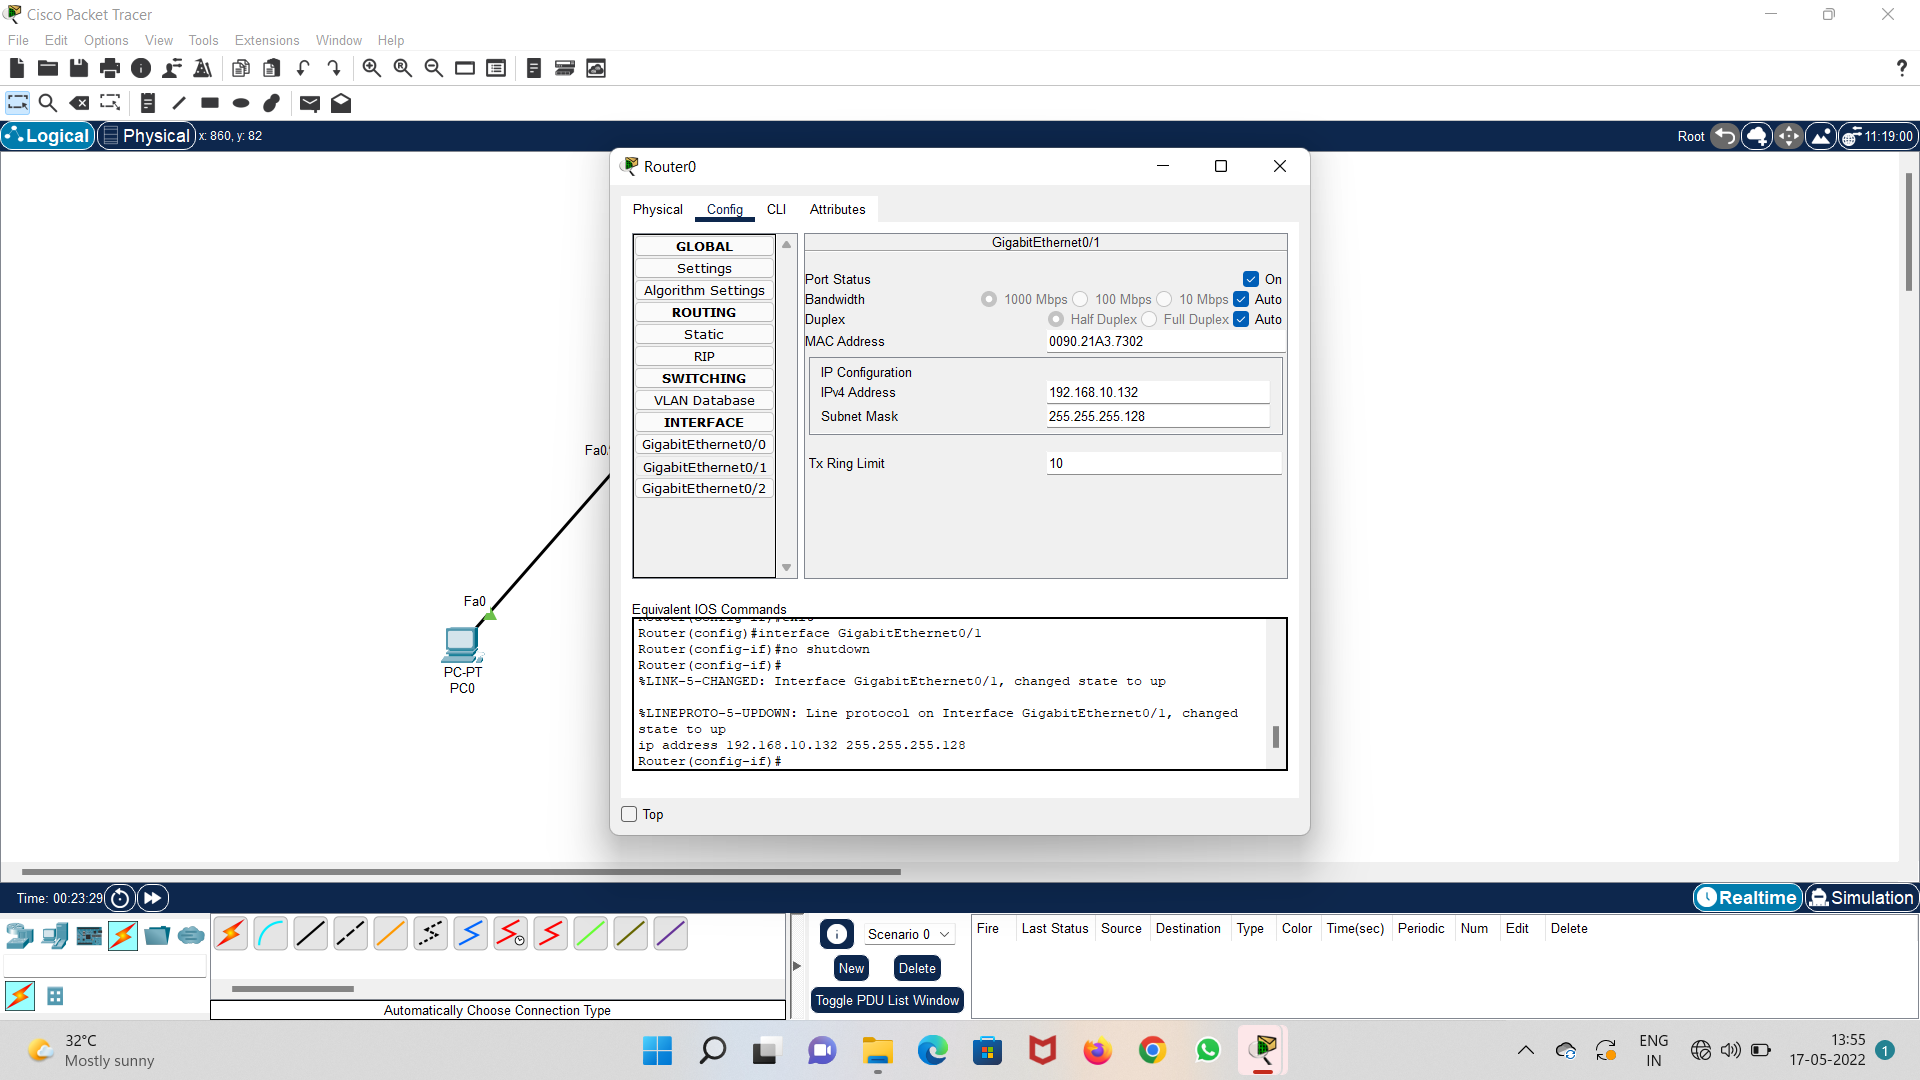 Cisco Packet Tracer
File Edit Options View Tools Extensions Window Help
?
Logical Physical x: 860, y: 82
Root 11:19:00
Router0
Physical Config CLI Attributes
GLOBAL
Settings
Algorithm Settings
ROUTING
Static
RIP
SWITCHING
VLAN Database
INTERFACE
GigabitEthernet0/0
GigabitEthernet0/1
GigabitEthernet0/2
GigabitEthernet0/1
Port Status On
Bandwidth 1000 Mbps 100 Mbps 10 Mbps Auto
Duplex Half Duplex Full Duplex Auto
MAC Address 0090.21A3.7302
IP Configuration
IPv4 Address 192.168.10.132
Subnet Mask 255.255.255.128
Tx Ring Limit 10
Equivalent IOS Commands
Router(config-if)#exit
Router(config)#interface GigabitEthernet0/1
Router(config-if)#no shutdown
Router(config-if)#
%LINK-5-CHANGED: Interface GigabitEthernet0/1, changed state to up
%LINEPROTO-5-UPDOWN: Line protocol on Interface GigabitEthernet0/1, changed
state to up
ip address 192.168.10.132 255.255.255.128
Router(config-if)#
Top
Fa0
Fa0
PC-PT
PC0
Time: 00:23:29
Realtime Simulation
Automatically Choose Connection Type
Scenario 0
New Delete
Toggle PDU List Window
Fire Last Status Source Destination Type Color Time(sec) Periodic Num Edit Delete
32°C
Mostly sunny
ENG
IN
13:55
17-05-2022
1